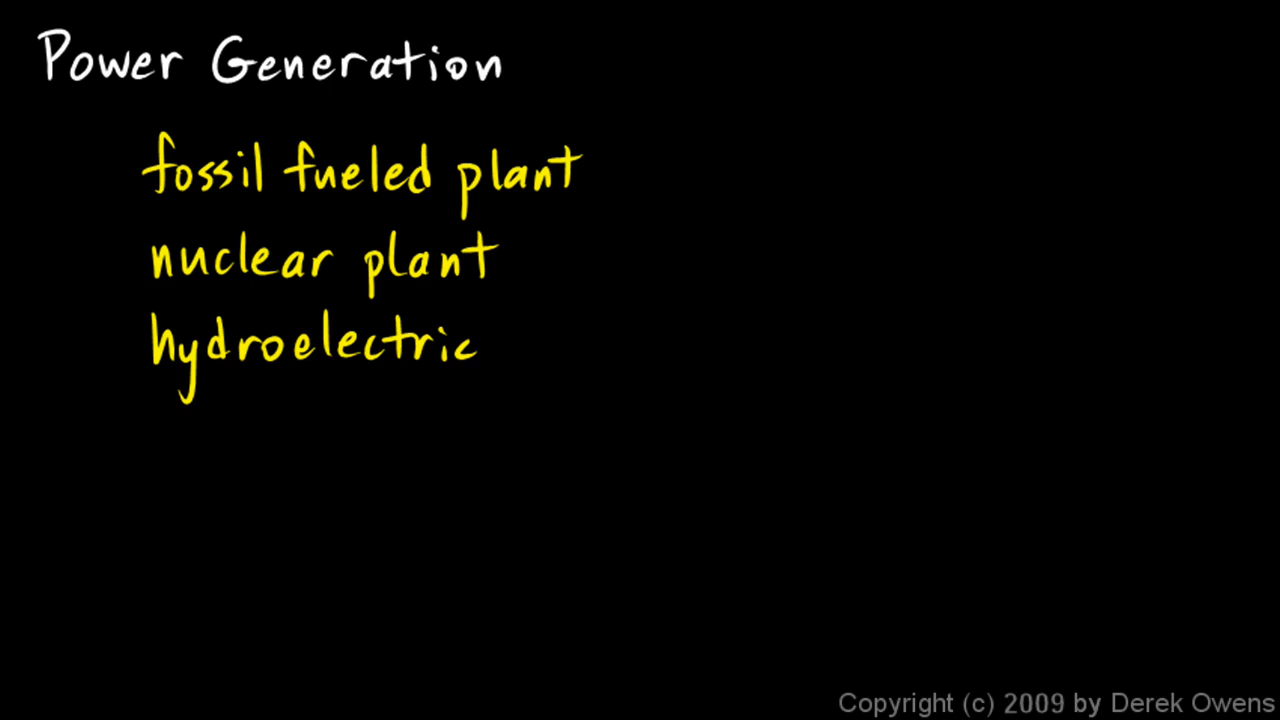 Power Generation
fossil fueled plant
nuclear plant
hydroelectric
Copyright (c) 2009 by Derek Owens